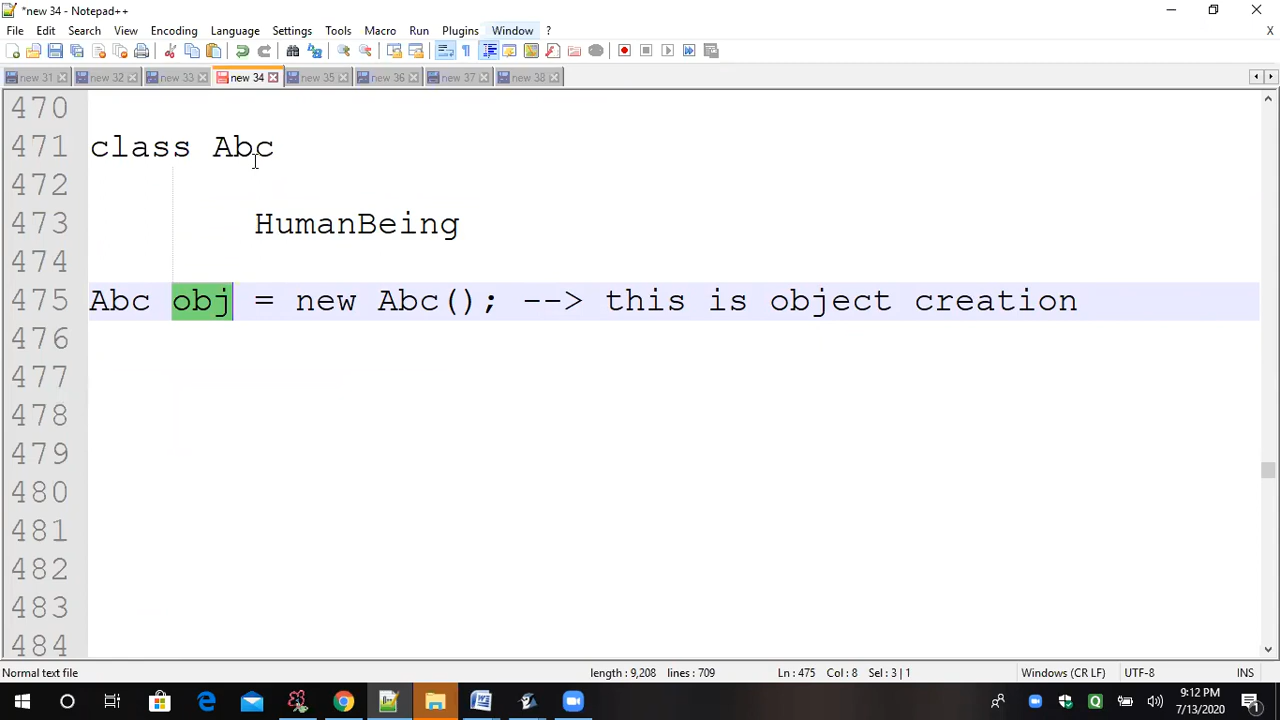 *new 34 - Notepad++
File Edit Search View Encoding Language Settings Tools Macro Run Plugins Window ? X
new 31 new 32 new 33 new 34 new 35 new 36 new 37 new 38
470
471 class Abc
472
473 HumanBeing
474
475 Abc obj = new Abc(); --> this is object creation
476
477
478
479
480
481
482
483
484
Normal text file length : 9,208 lines : 709 Ln : 475 Col : 8 Sel : 3 | 1 Windows (CR LF) UTF-8 INS
9:12 PM
7/13/2020